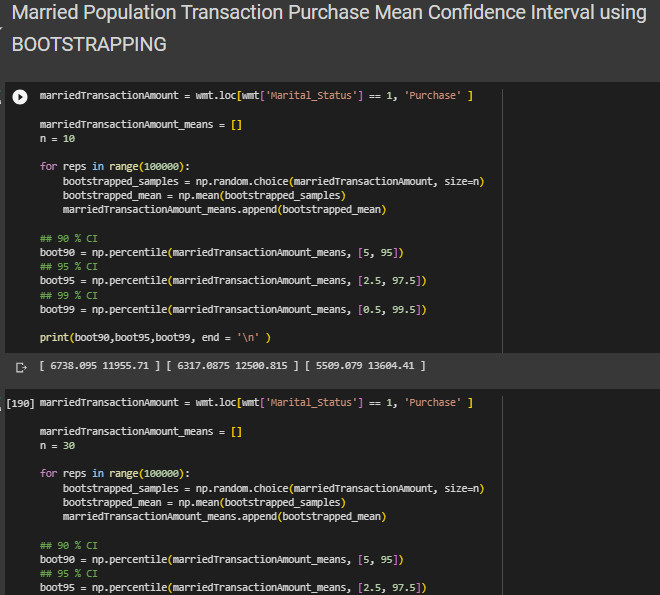 Married Population Transaction Purchase Mean Confidence Interval using
BOOTSTRAPPING
marriedTransactionAmount = wmt.loc[wmt['Marital_Status'] == 1, 'Purchase' ]
marriedTransactionAmount_means = []
n = 10
for reps in range(100000):
bootstrapped_samples = np.random.choice(marriedTransactionAmount, size=n)
bootstrapped_mean = np.mean(bootstrapped_samples)
marriedTransactionAmount_means.append(bootstrapped_mean)
## 90 % CI
boot90 = np.percentile(marriedTransactionAmount_means, [5, 95])
## 95 % CI
boot95 = np.percentile(marriedTransactionAmount_means, [2.5, 97.5])
## 99 % CI
boot99 = np.percentile(marriedTransactionAmount_means, [0.5, 99.5])
print(boot90,boot95,boot99, end = '\n' )
[ 6738.095 11955.71 ] [ 6317.0875 12500.815 ] [ 5509.079 13604.41 ]
[190] marriedTransactionAmount = wmt.loc[wmt['Marital_Status'] == 1, 'Purchase' ]
marriedTransactionAmount_means = []
n = 30
for reps in range(100000):
bootstrapped_samples = np.random.choice(marriedTransactionAmount, size=n)
bootstrapped_mean = np.mean(bootstrapped_samples)
marriedTransactionAmount_means.append(bootstrapped_mean)
## 90 % CI
boot90 = np.percentile(marriedTransactionAmount_means, [5, 95])
## 95 % CI
boot95 = np.percentile(marriedTransactionAmount_means, [2.5, 97.5])